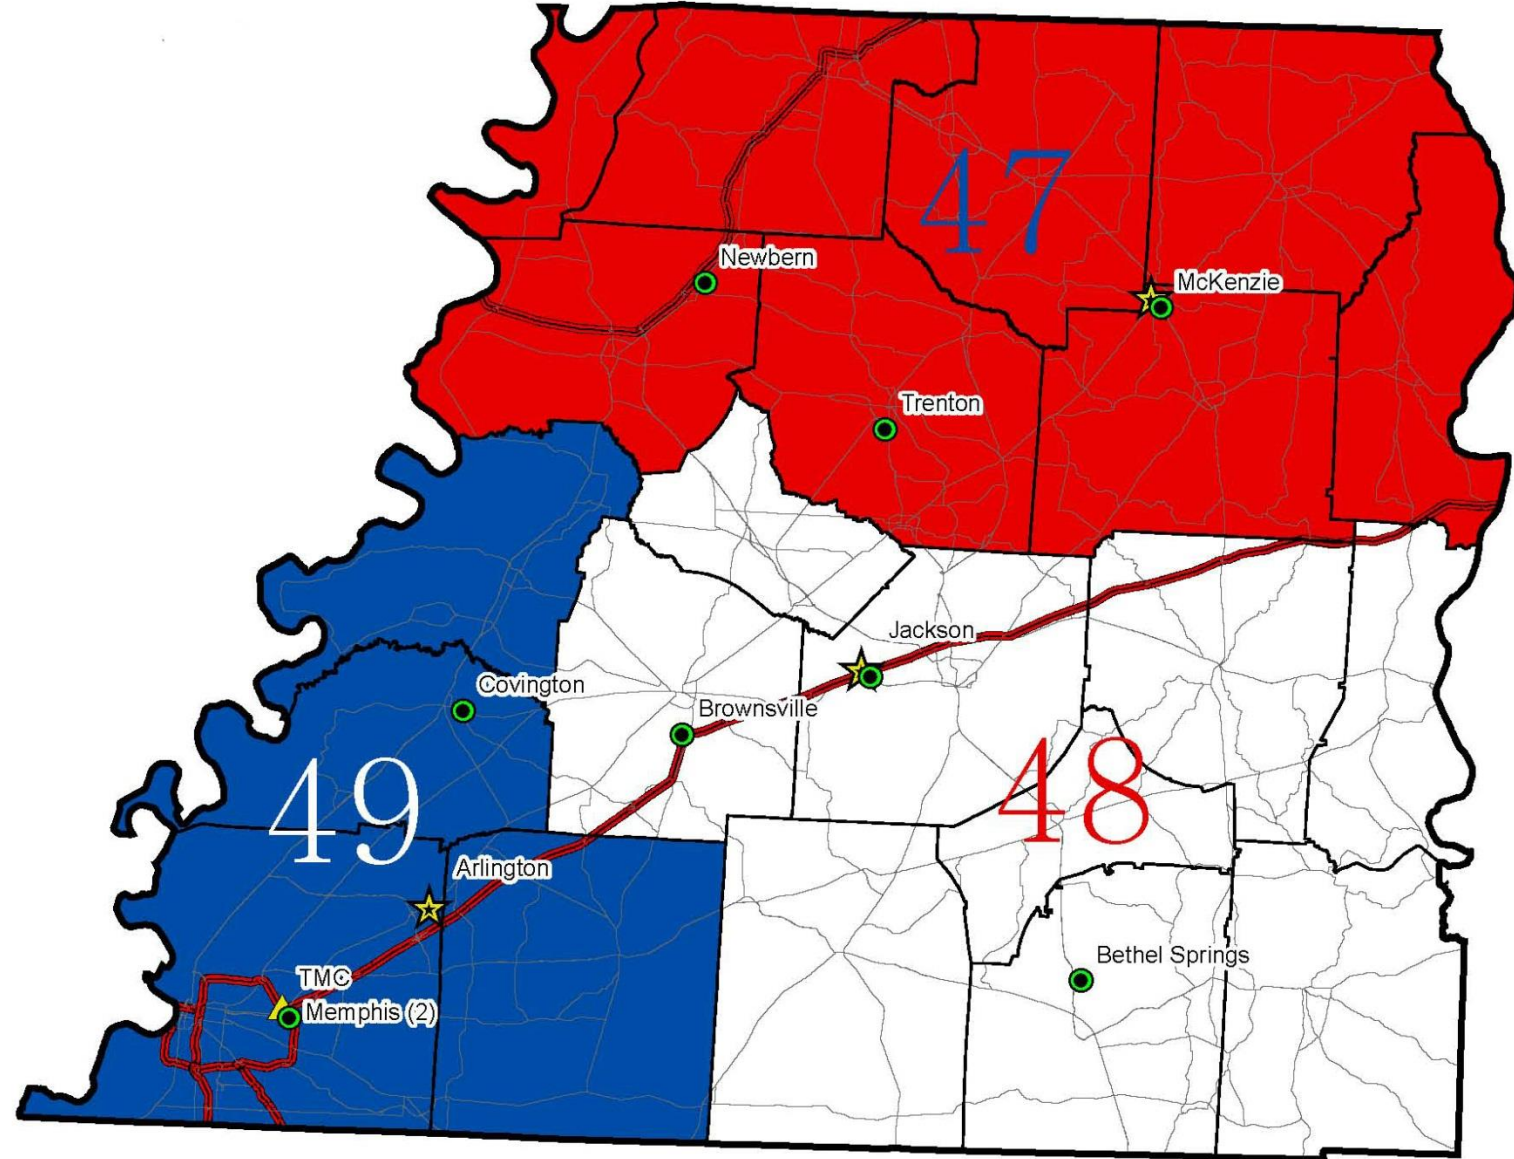 47
Newbern
McKenzie
Trenton
Jackson
Covington
Brownsville
48
49
Arlington
Bethel Springs
TMC
Memphis (2)